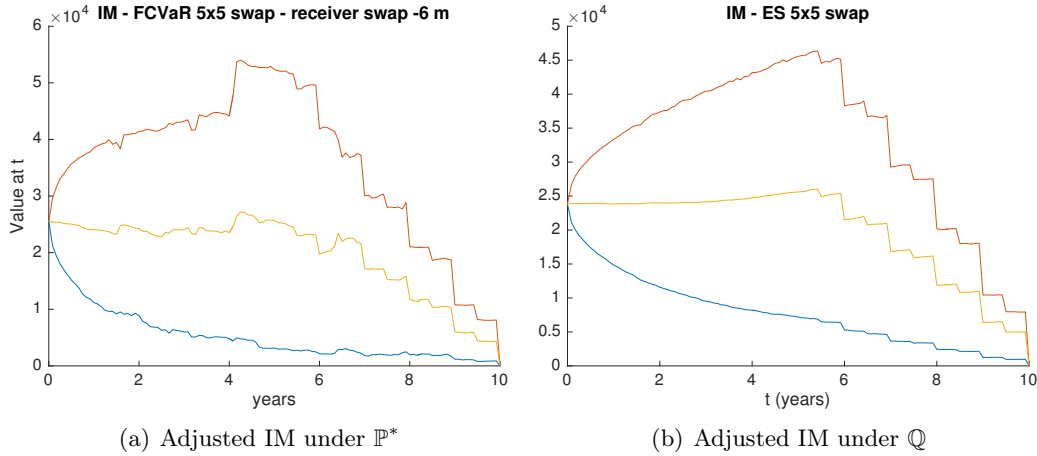 IM - FCVaR 5x5 swap - receiver swap -6 m
×10⁴
6
5
4
3
2
1
0
Value at t
0 2 4 6 8 10
years
(a) Adjusted IM under ℙ*
IM - ES 5x5 swap
×10⁴
5
4.5
4
3.5
3
2.5
2
1.5
1
0.5
0
0 2 4 6 8 10
t (years)
(b) Adjusted IM under ℚ